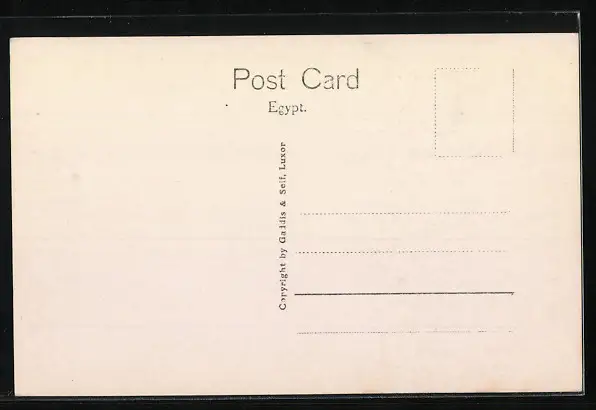 Post Card
Egypt.
Copyright by Gaddis & Seif, Luxor